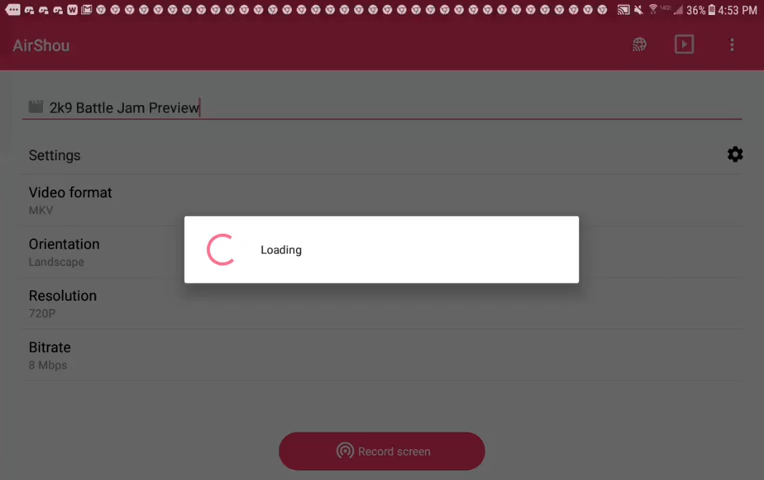 36% 4:53 PM
AirShou
2k9 Battle Jam Preview
Settings
Video format
MKV
Loading
Orientation
Landscape
Resolution
720P
Bitrate
8 Mbps
Record screen